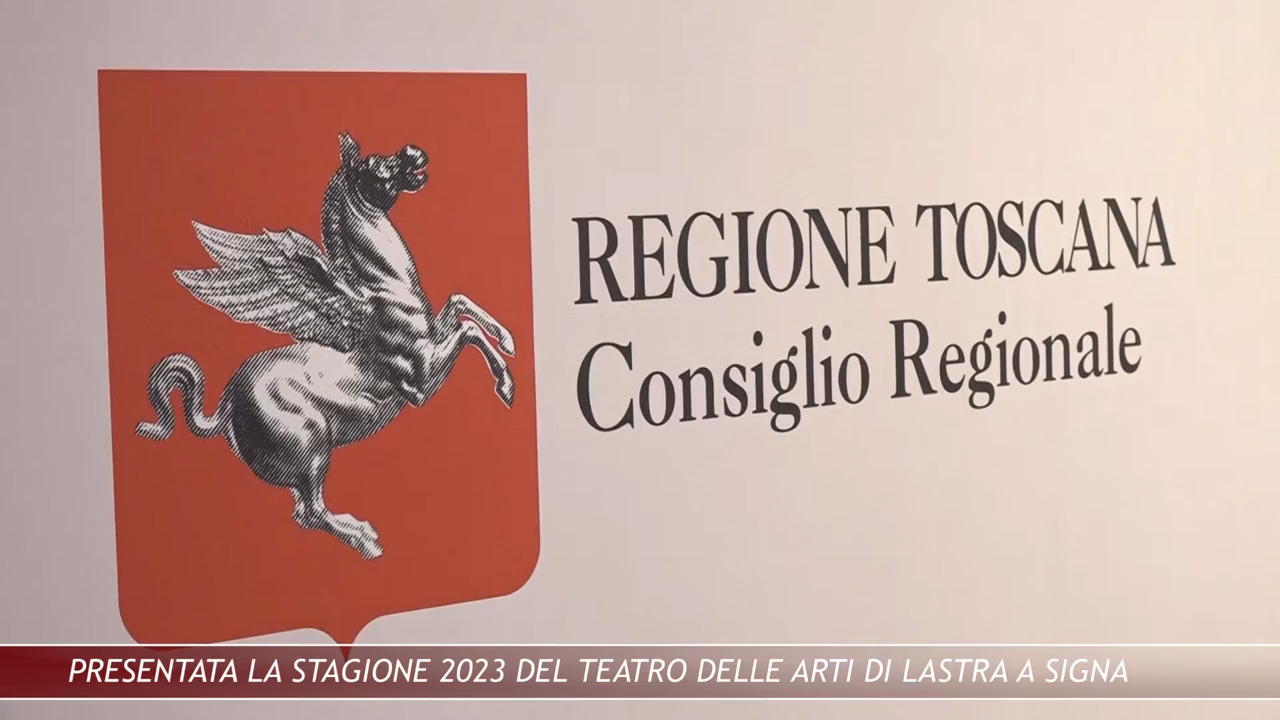 REGIONE TOSCANA
Consiglio Regionale
PRESENTATA LA STAGIONE 2023 DEL TEATRO DELLE ARTI DI LASTRA A SIGNA